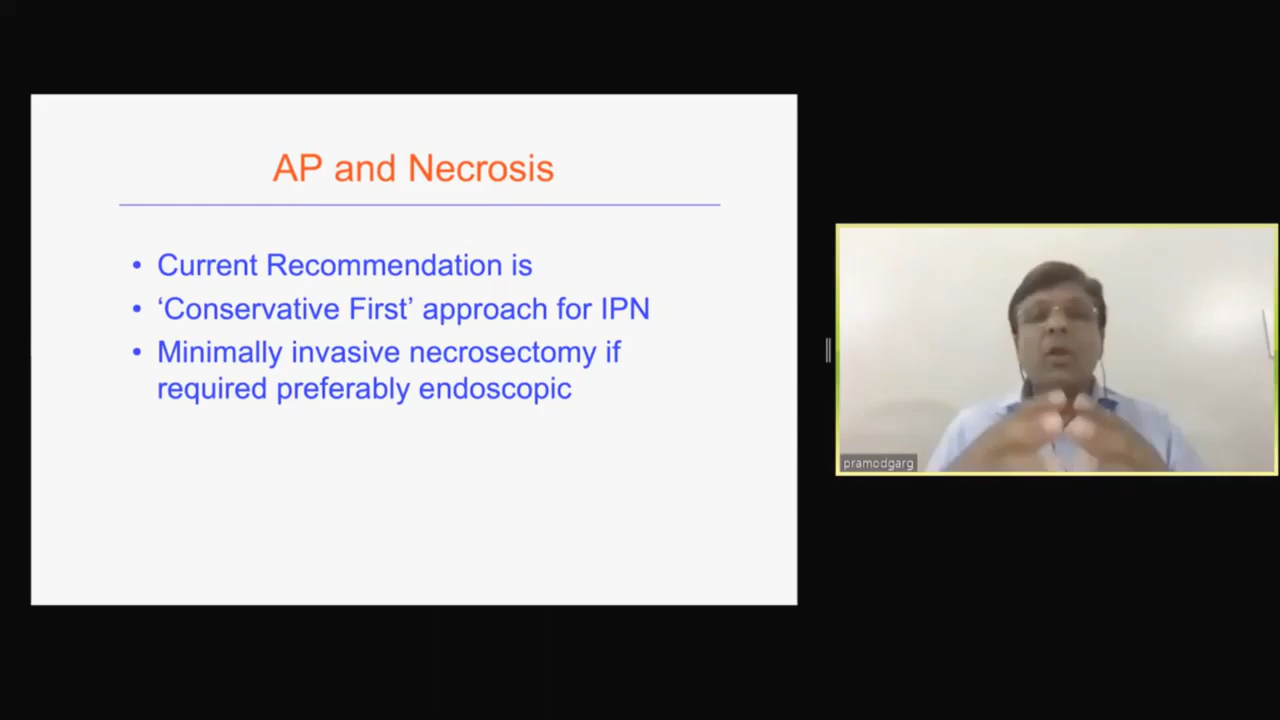 AP and Necrosis
• Current Recommendation is
• ‘Conservative First’ approach for IPN
• Minimally invasive necrosectomy if
required preferably endoscopic
pramodgarg